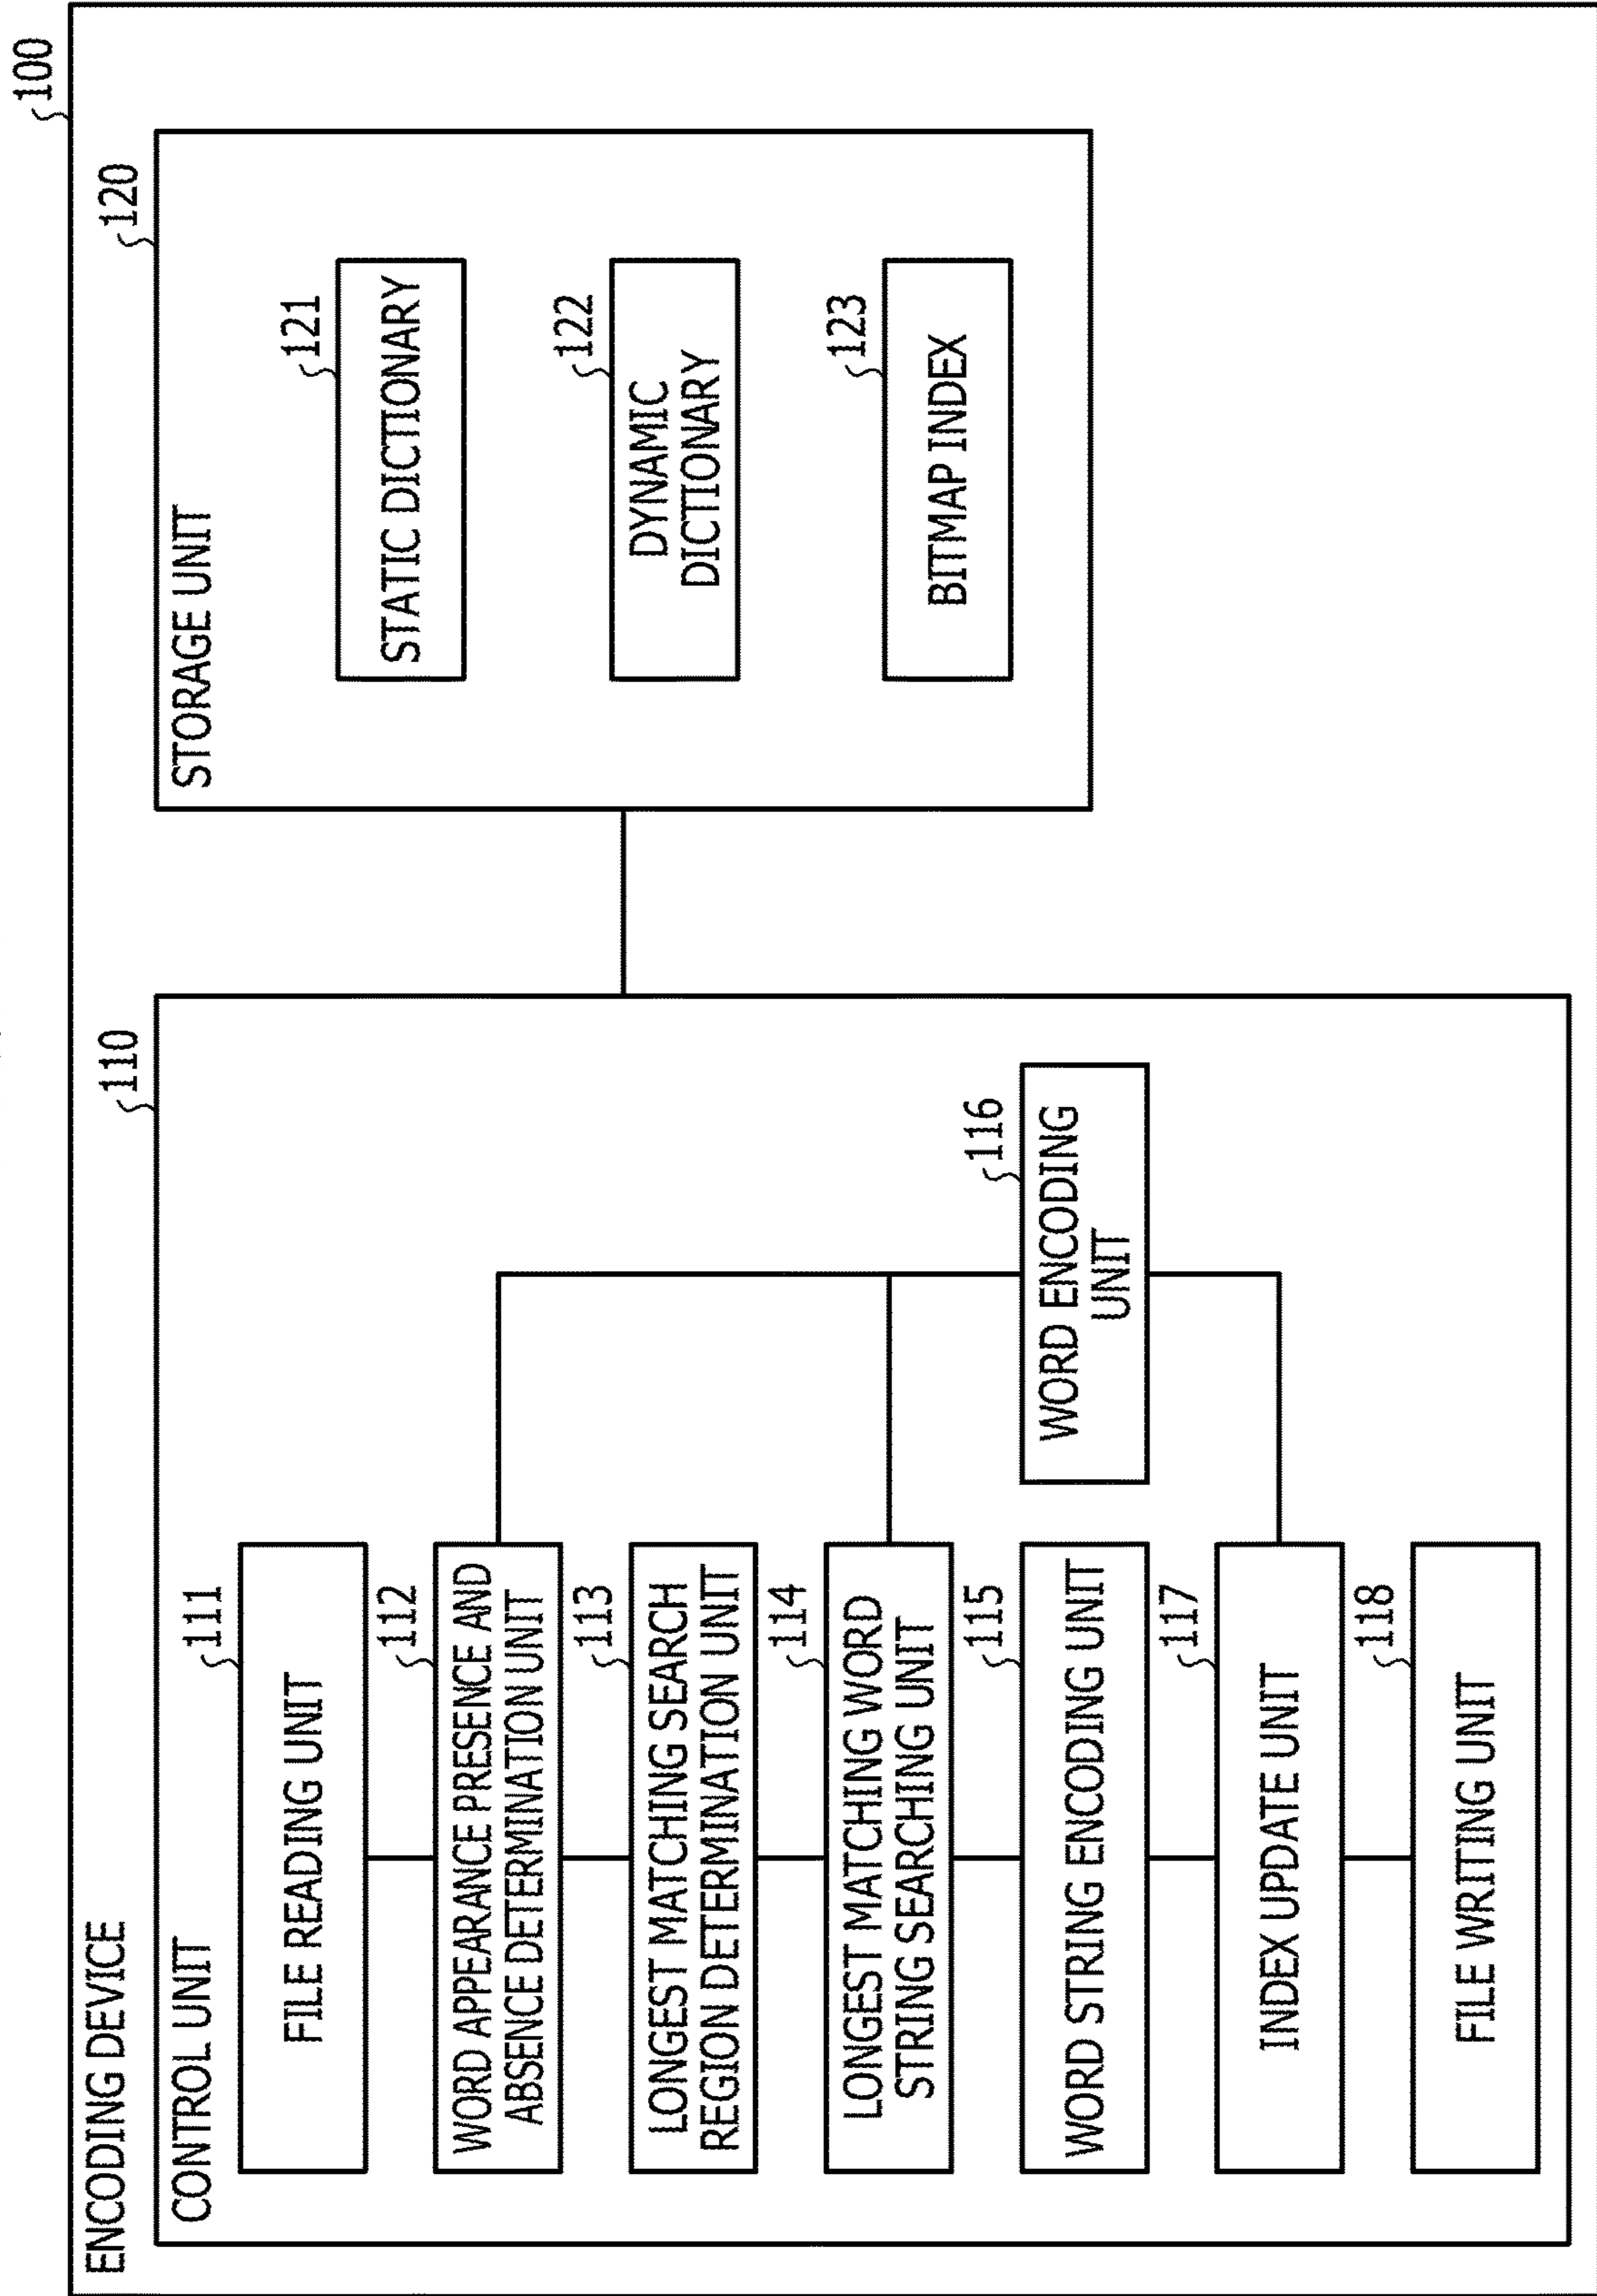 100
ENCODING DEVICE
110
CONTROL UNIT
111
FILE READING UNIT
112
WORD APPEARANCE PRESENCE AND
ABSENCE DETERMINATION UNIT
113
LONGEST MATCHING SEARCH
REGION DETERMINATION UNIT
114
LONGEST MATCHING WORD
STRING SEARCHING UNIT
115
WORD STRING ENCODING UNIT
116
WORD ENCODING
UNIT
117
INDEX UPDATE UNIT
118
FILE WRITING UNIT
120
STORAGE UNIT
121
STATIC DICTIONARY
122
DYNAMIC
DICTIONARY
123
BITMAP INDEX